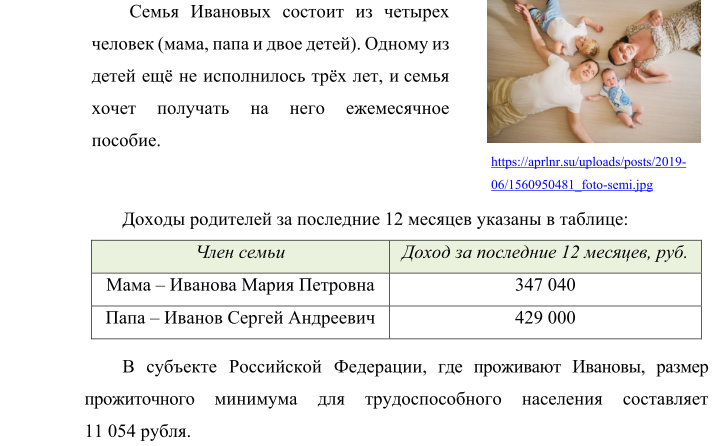 Семья Ивановых состоит из четырех
человек (мама, папа и двое детей). Одному из
детей ещё не исполнилось трёх лет, и семья
хочет получать на него ежемесячное
пособие.
https://aprlnr.su/uploads/posts/2019-
06/1560950481_foto-semi.jpg
Доходы родителей за последние 12 месяцев указаны в таблице:
Член семьи Доход за последние 12 месяцев, руб.
Мама – Иванова Мария Петровна 347 040
Папа – Иванов Сергей Андреевич 429 000
В субъекте Российской Федерации, где проживают Ивановы, размер
прожиточного минимума для трудоспособного населения составляет
11 054 рубля.